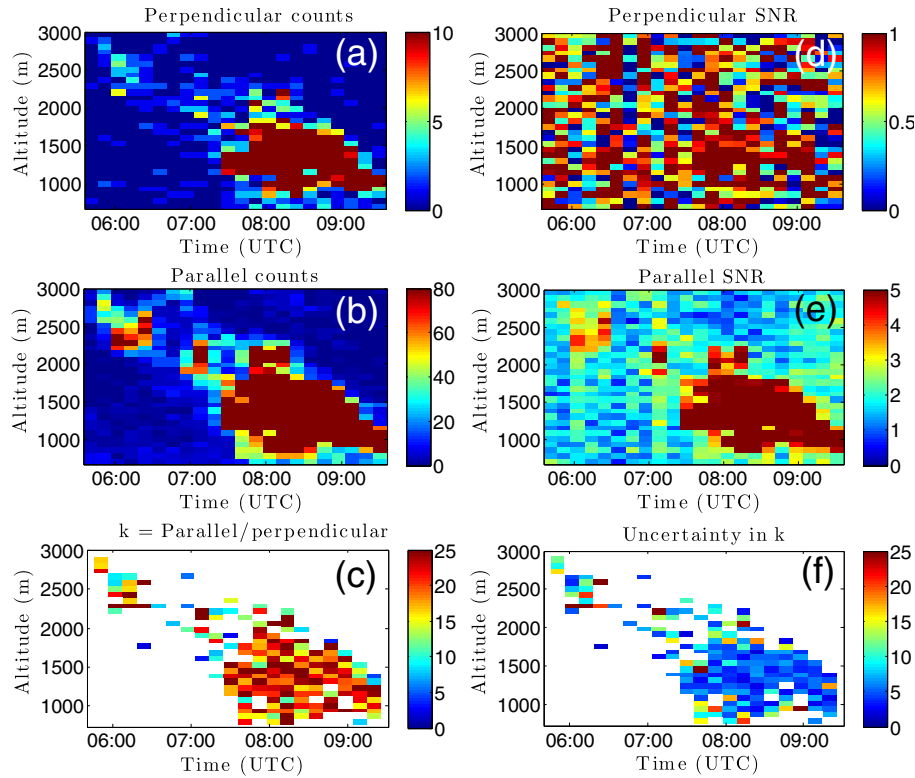 Perpendicular counts
3000
2500
2000
1500
1000
Altitude (m)
(a)
06:00 07:00 08:00 09:00
Time (UTC)
10
5
0
Perpendicular SNR
3000
2500
2000
1500
1000
Altitude (m)
(d)
06:00 07:00 08:00 09:00
Time (UTC)
1
0.5
0
Parallel counts
3000
2500
2000
1500
1000
Altitude (m)
(b)
06:00 07:00 08:00 09:00
Time (UTC)
80
60
40
20
0
Parallel SNR
3000
2500
2000
1500
1000
Altitude (m)
(e)
06:00 07:00 08:00 09:00
Time (UTC)
5
4
3
2
1
0
k = Parallel/perpendicular
3000
2500
2000
1500
1000
Altitude (m)
(c)
06:00 07:00 08:00 09:00
Time (UTC)
25
20
15
10
5
0
Uncertainty in k
3000
2500
2000
1500
1000
Altitude (m)
(f)
06:00 07:00 08:00 09:00
Time (UTC)
25
20
15
10
5
0